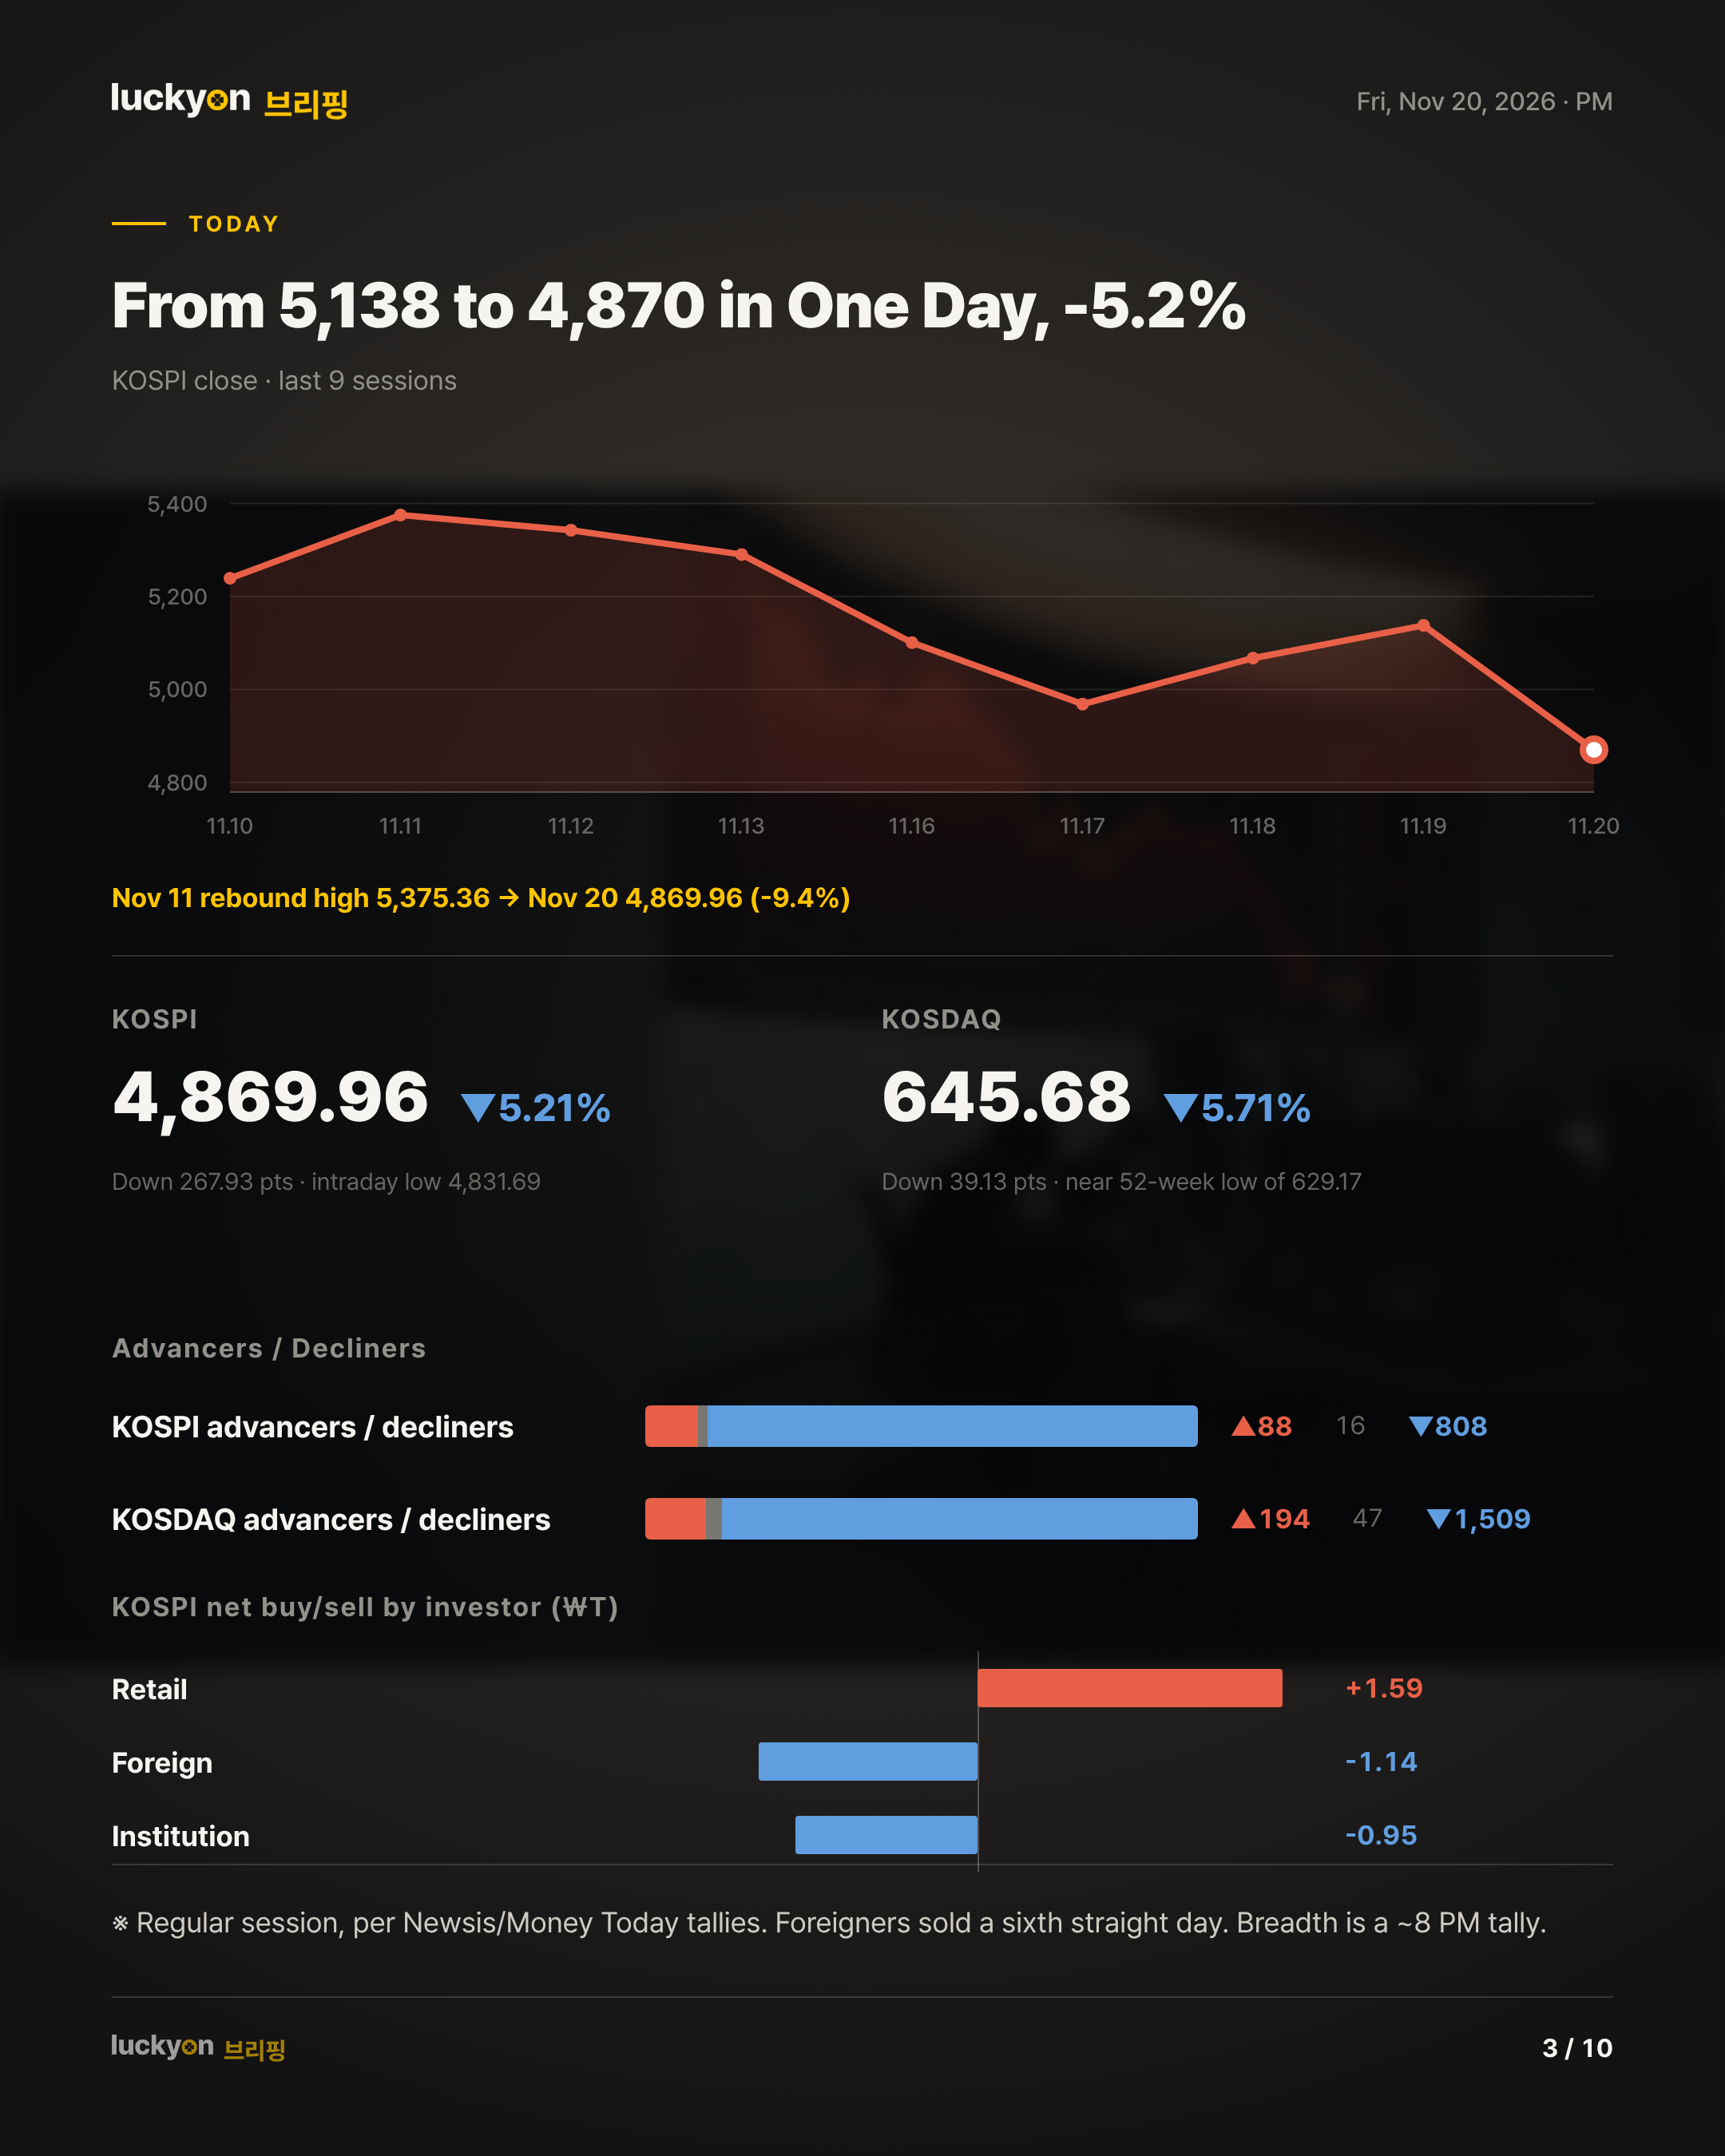 luckyon 브리핑
Fri, Nov 20, 2026 · PM
TODAY
From 5,138 to 4,870 in One Day, -5.2%
KOSPI close · last 9 sessions
5,400
5,200
5,000
4,800
11.10 11.11 11.12 11.13 11.16 11.17 11.18 11.19 11.20
Nov 11 rebound high 5,375.36 → Nov 20 4,869.96 (-9.4%)
KOSPI
4,869.96 ▼5.21%
Down 267.93 pts · intraday low 4,831.69
KOSDAQ
645.68 ▼5.71%
Down 39.13 pts · near 52-week low of 629.17
Advancers / Decliners
KOSPI advancers / decliners ▲88 16 ▼808
KOSDAQ advancers / decliners ▲194 47 ▼1,509
KOSPI net buy/sell by investor (₩T)
Retail +1.59
Foreign -1.14
Institution -0.95
※ Regular session, per Newsis/Money Today tallies. Foreigners sold a sixth straight day. Breadth is a ~8 PM tally.
luckyon 브리핑
3 / 10